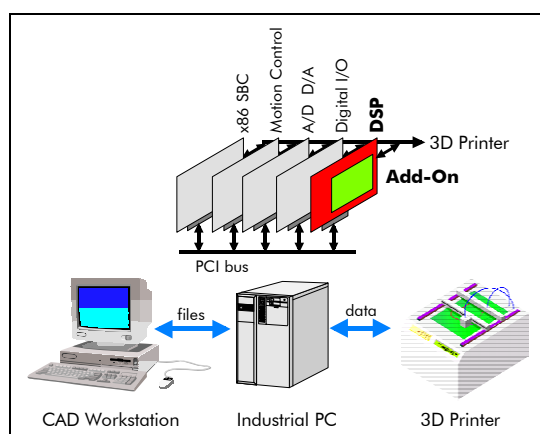 x86 SBC
Motion Control
A/D D/A
Digital I/O
DSP
3D Printer
Add-On
PCI bus
files
data
CAD Workstation
Industrial PC
3D Printer